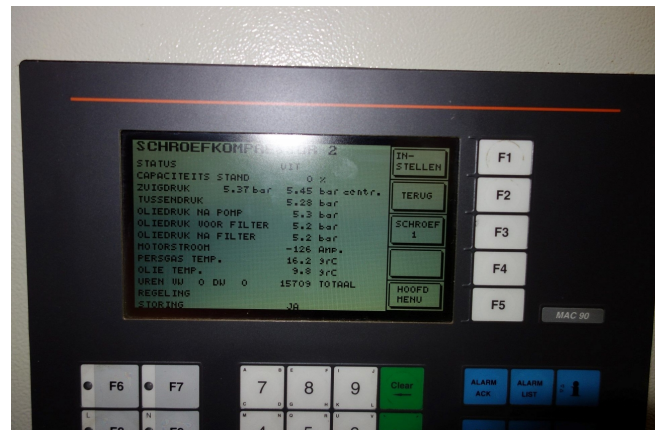 SCHROEFKOMPRESSOR 2
STATUS UIT
CAPACITEITS STAND 0 %
ZUIGDRUK 5.37 bar 5.45 bar centr.
TUSSENDRUK 5.28 bar
OLIEDRUK NA POMP 5.3 bar
OLIEDRUK VOOR FILTER 5.2 bar
OLIEDRUK NA FILTER 5.2 bar
MOTORSTROOM -126 Amp.
PERSGAS TEMP. 16.2 grC
OLIE TEMP. 9.8 grC
UREN VW 0 DW 0 15709 TOTAAL
REGELING
STORING JA
IN-
STELLEN
TERUG
SCHROEF
1
HOOFD
MENU
F1
F2
F3
F4
F5
MAC 90
F6
F7
7
8
9
Clear
ALARM
ACK
ALARM
LIST
i